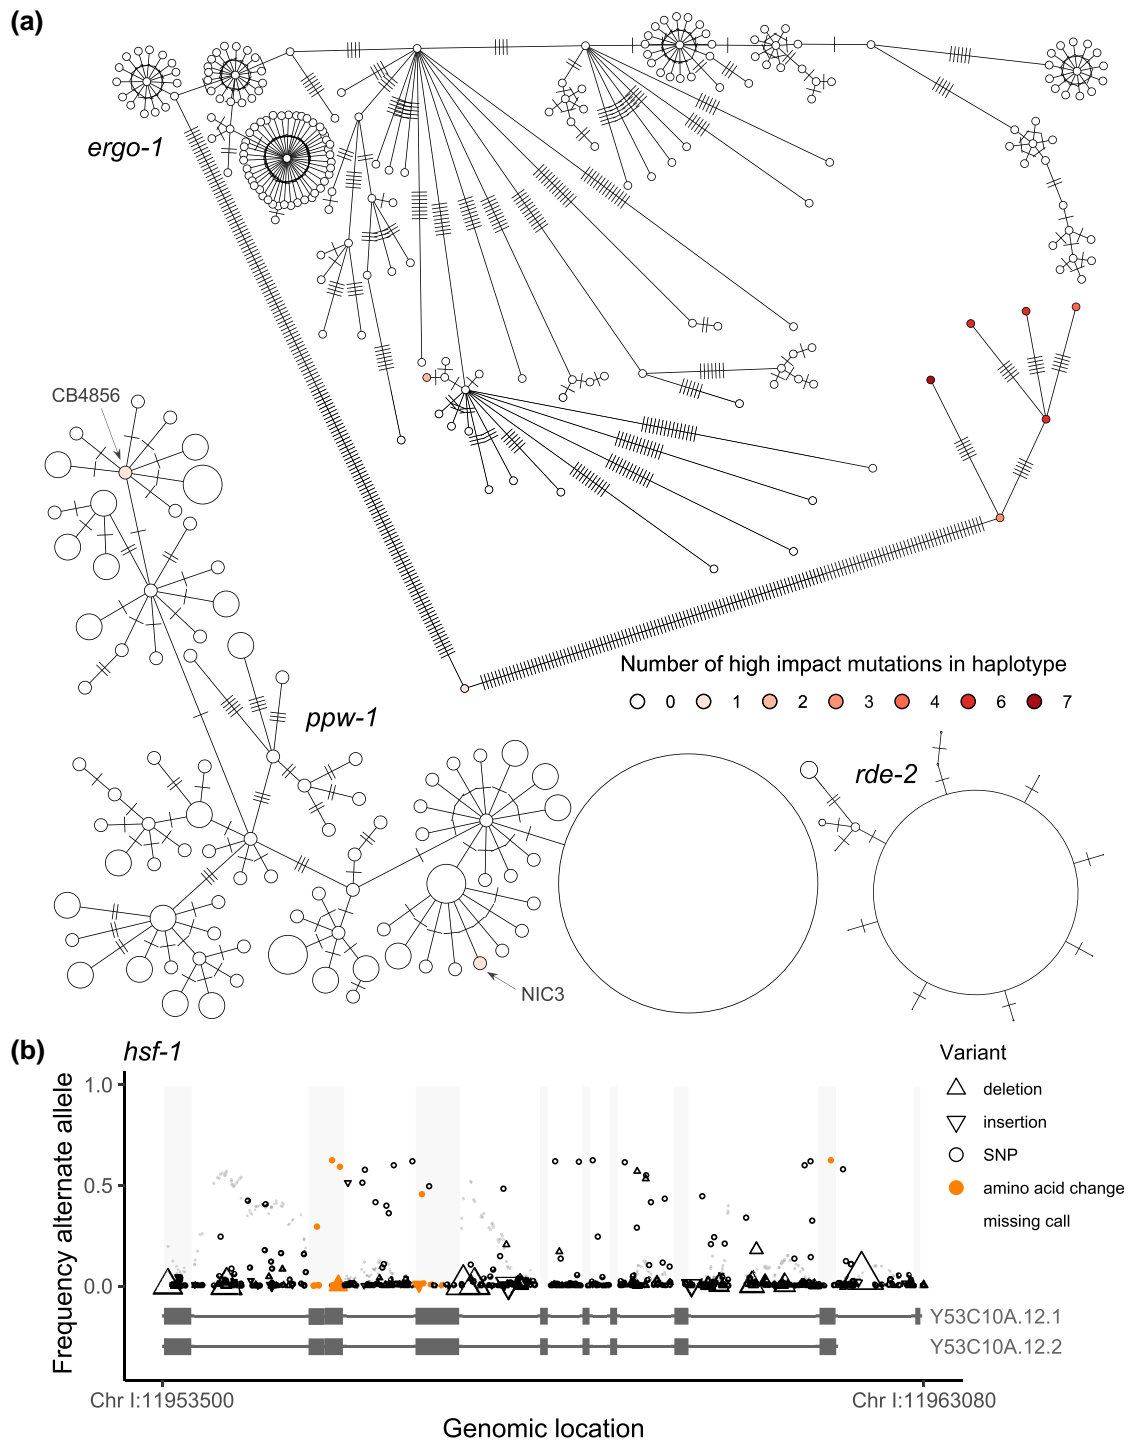 (a)
ergo-1
CB4856
Number of high impact mutations in haplotype
0 1 2 3 4 6 7
ppw-1
rde-2
NIC3
(b)
hsf-1
Variant
deletion
insertion
SNP
amino acid change
missing call
Frequency alternate allele
1.0
0.5
0.0
Y53C10A.12.1
Y53C10A.12.2
Chr I:11953500
Chr I:11963080
Genomic location